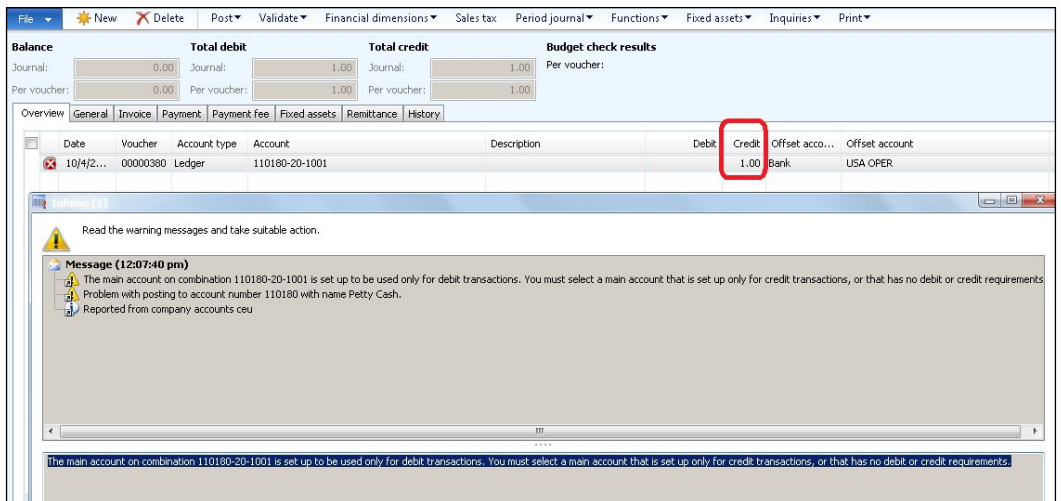 File New Delete Post Validate Financial dimensions Sales tax Period journal Functions Fixed assets Inquiries Print
Balance Total debit Total credit Budget check results
Journal: 0.00 Journal: 1.00 Journal: 1.00 Per voucher:
Per voucher: 0.00 Per voucher: 1.00 Per voucher: 1.00
Overview General Invoice Payment Payment fee Fixed assets Remittance History
Date Voucher Account type Account Description Debit Credit Offset acco... Offset account
10/4/2... 00000380 Ledger 110180-20-1001 1.00 Bank USA OPER
Infolog (1)
Read the warning messages and take suitable action.
Message (12:07:40 pm)
The main account on combination 110180-20-1001 is set up to be used only for debit transactions. You must select a main account that is set up only for credit transactions, or that has no debit or credit requirements
Problem with posting to account number 110180 with name Petty Cash.
Reported from company accounts ceu
The main account on combination 110180-20-1001 is set up to be used only for debit transactions. You must select a main account that is set up only for credit transactions, or that has no debit or credit requirements.